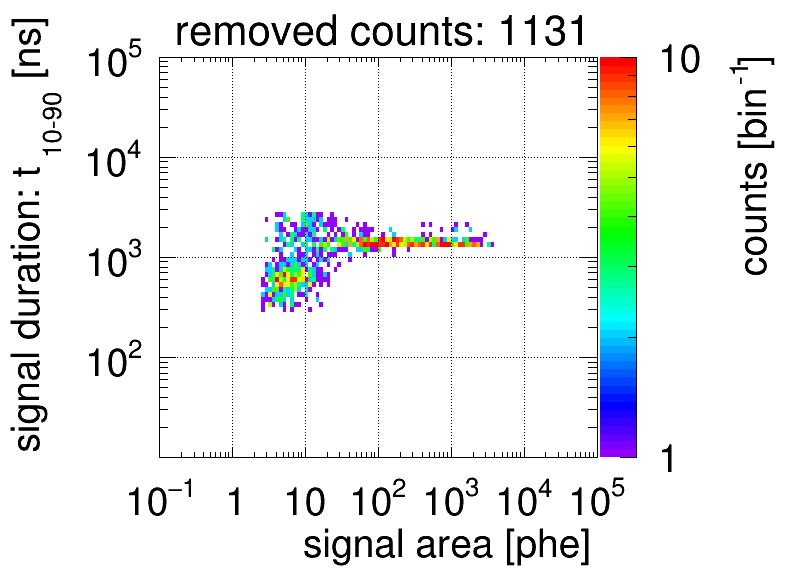 removed counts: 1131
signal duration: t 10-90 [ns]
10^5
10^4
10^3
10^2
10^−1 1 10 10^2 10^3 10^4 10^5
signal area [phe]
10
1
counts [bin^-1]